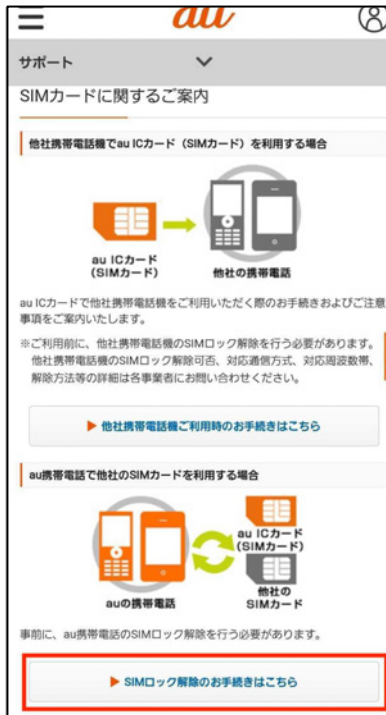 au
サポート
SIMカードに関するご案内
他社携帯電話機でau ICカード（SIMカード）を利用する場合
au ICカード
（SIMカード）
他社の携帯電話
au ICカードで他社携帯電話機をご利用いただく際のお手続きおよびご注意
事項をご案内いたします。
※ご利用前に、他社携帯電話機のSIMロック解除を行う必要があります。
他社携帯電話機のSIMロック解除可否、対応通信方式、対応周波数帯、
解除方法等の詳細は各事業者にお問い合わせください。
他社携帯電話機ご利用時のお手続きはこちら
au携帯電話で他社のSIMカードを利用する場合
au ICカード
（SIMカード）
auの携帯電話
他社の
SIMカード
事前に、au携帯電話のSIMロック解除を行う必要があります。
SIMロック解除のお手続きはこちら